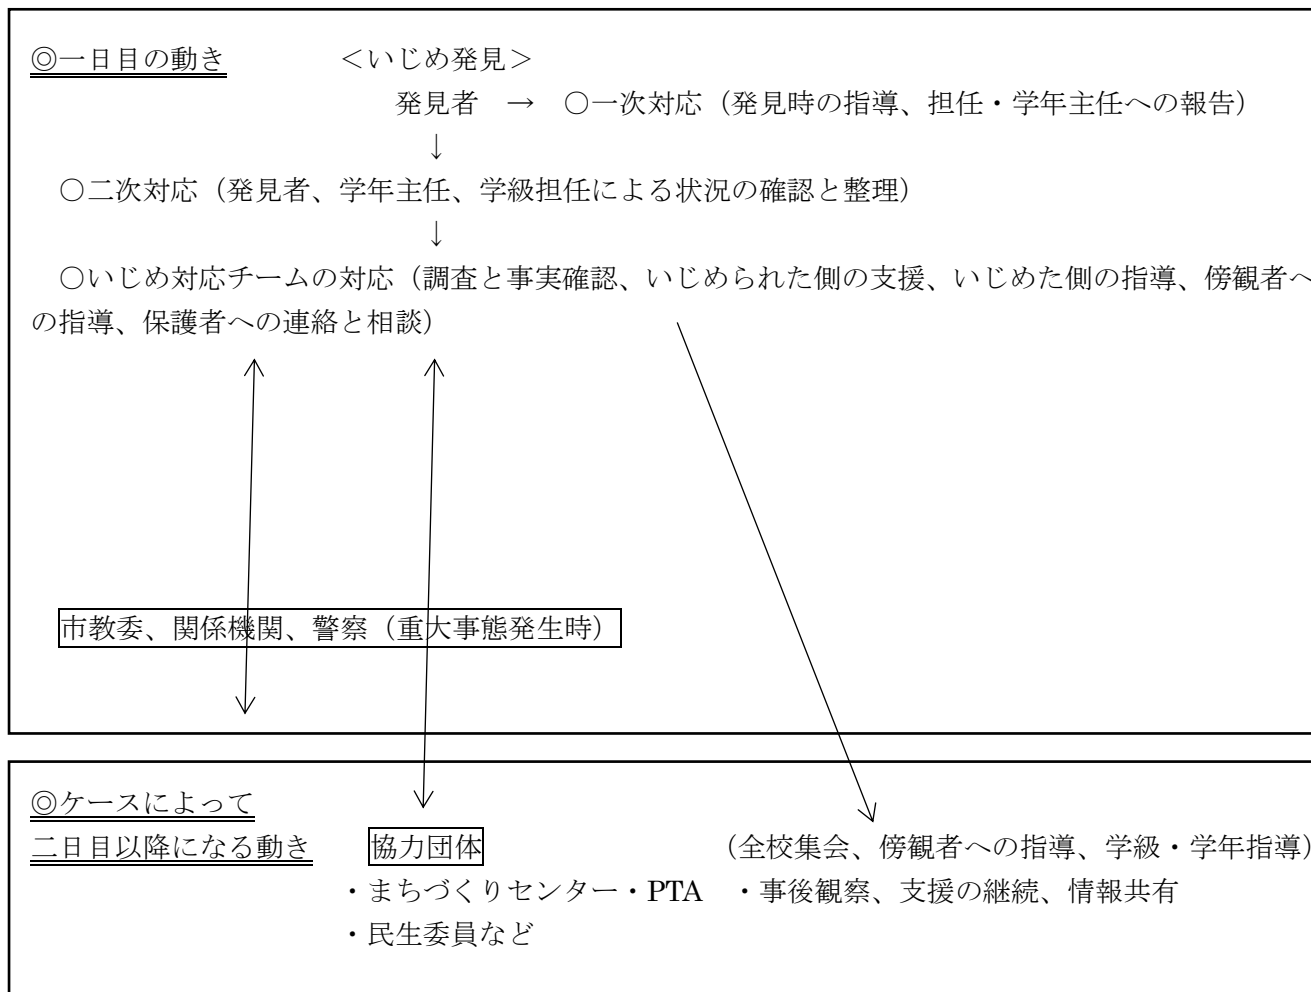 ◎一日目の動き　＜いじめ発見＞
発見者　→　○一次対応（発見時の指導、担任・学年主任への報告）
↓
○二次対応（発見者、学年主任、学級担任による状況の確認と整理）
↓
○いじめ対応チームの対応（調査と事実確認、いじめられた側の支援、いじめた側の指導、傍観者へ
の指導、保護者への連絡と相談）
市教委、関係機関、警察（重大事態発生時）
◎ケースによって
二日目以降になる動き　協力団体　（全校集会、傍観者への指導、学級・学年指導）
・まちづくりセンター・PTA　・事後観察、支援の継続、情報共有
・民生委員など